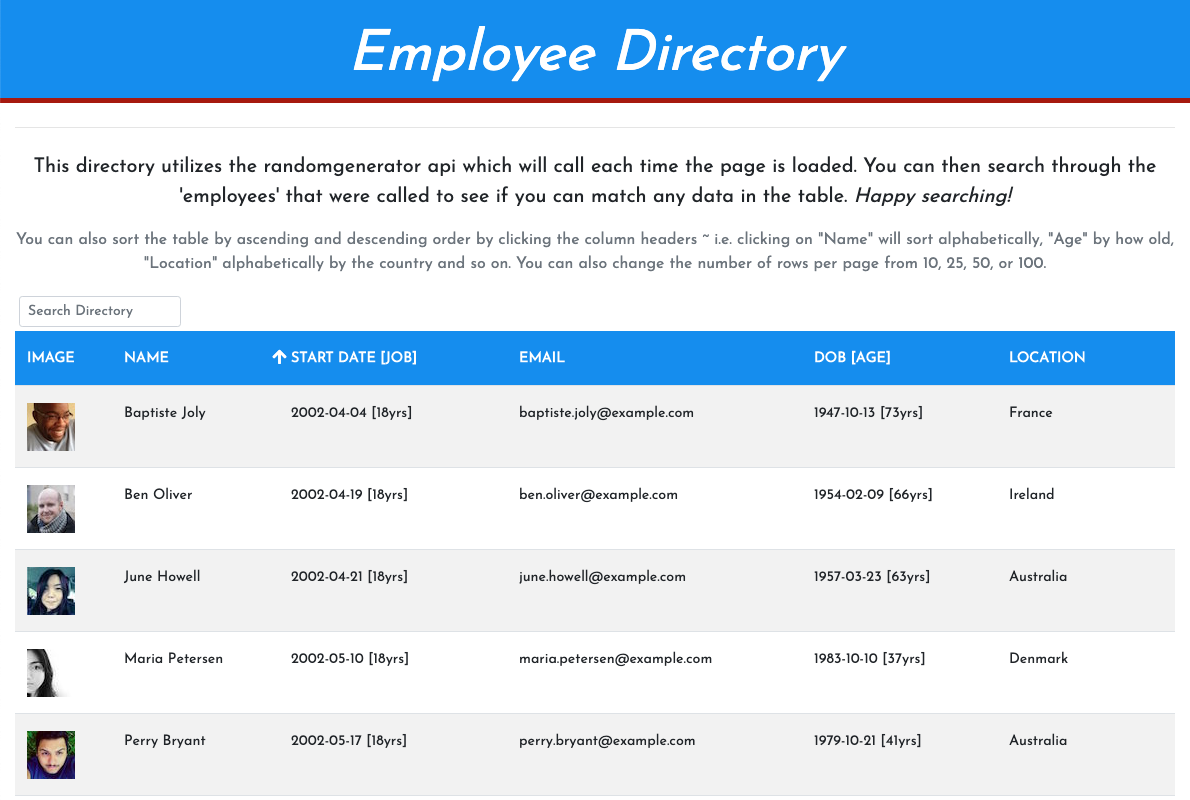 Employee Directory
This directory utilizes the randomgenerator api which will call each time the page is loaded. You can then search through the
'employees' that were called to see if you can match any data in the table. Happy searching!
You can also sort the table by ascending and descending order by clicking the column headers ~ i.e. clicking on "Name" will sort alphabetically, "Age" by how old,
"Location" alphabetically by the country and so on. You can also change the number of rows per page from 10, 25, 50, or 100.
Search Directory
IMAGE NAME ↑ START DATE [JOB] EMAIL DOB [AGE] LOCATION
Baptiste Joly 2002-04-04 [18yrs] baptiste.joly@example.com 1947-10-13 [73yrs] France
Ben Oliver 2002-04-19 [18yrs] ben.oliver@example.com 1954-02-09 [66yrs] Ireland
June Howell 2002-04-21 [18yrs] june.howell@example.com 1957-03-23 [63yrs] Australia
Maria Petersen 2002-05-10 [18yrs] maria.petersen@example.com 1983-10-10 [37yrs] Denmark
Perry Bryant 2002-05-17 [18yrs] perry.bryant@example.com 1979-10-21 [41yrs] Australia